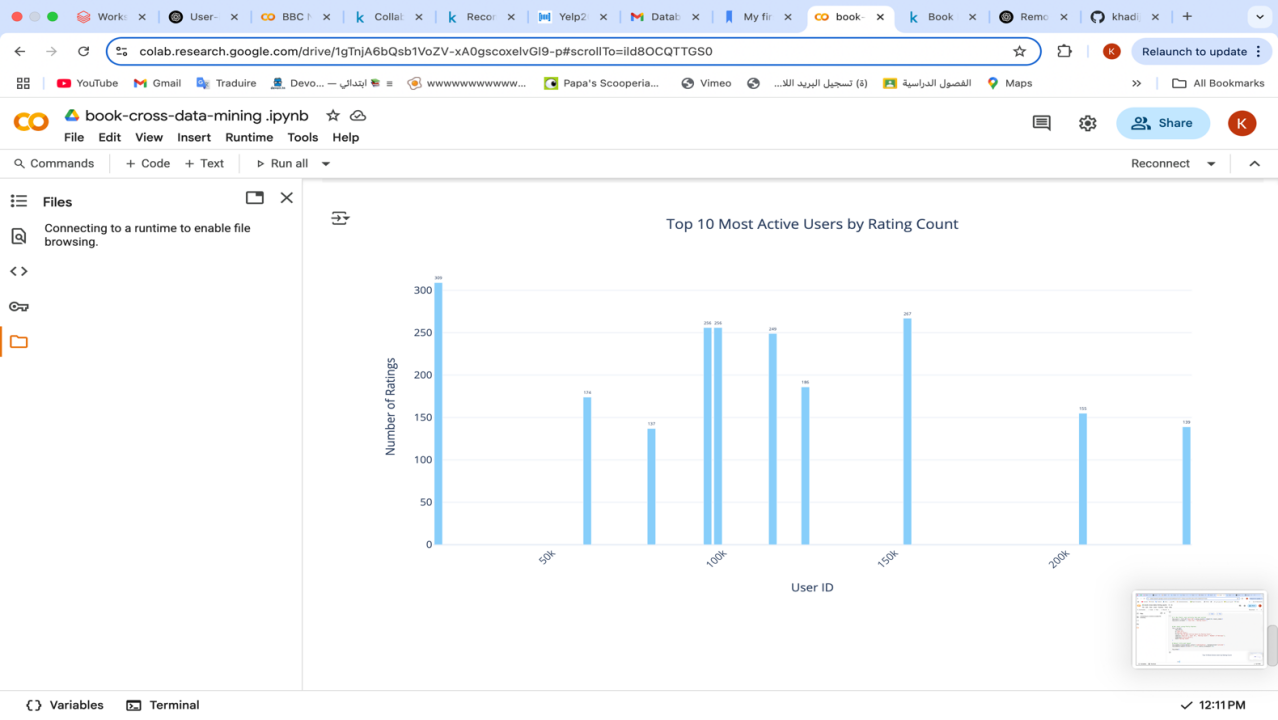 Works
User-
BBC N
Collab
Recor
Yelp2
Datab
My fir
book-
Book
Remo
khadi
colab.research.google.com/drive/1gTnjA6bQsb1VoZV-xA0gscoxelvGl9-p#scrollTo=ild8OCQTTGS0
K
Relaunch to update
YouTube
Gmail
Traduire
Devo... — ابتدائي
wwwwwwwwwwww...
Papa's Scooperia...
Vimeo
(ة) تسجيل البريد اللا...
الفصول الدراسية
Maps
All Bookmarks
book-cross-data-mining .ipynb
File Edit View Insert Runtime Tools Help
Share
K
Commands
+ Code + Text
Run all
Reconnect
Files
Connecting to a runtime to enable file
browsing.
Top 10 Most Active Users by Rating Count
Number of Ratings
300
250
200
150
100
50
0
309
174
137
256
256
249
186
267
155
139
50k
100k
150k
200k
User ID
Variables
Terminal
12:11 PM